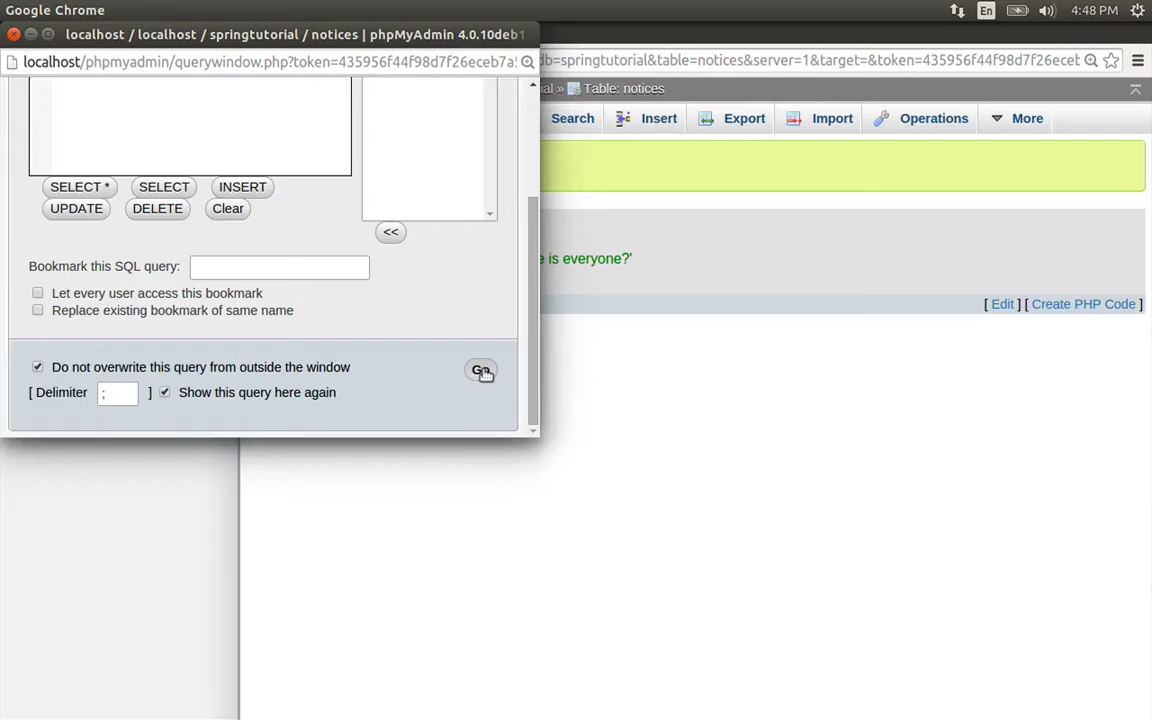 Google Chrome
En
4:48 PM
localhost / localhost / springtutorial / notices | phpMyAdmin 4.0.10deb1
localhost/phpmyadmin/querywindow.php?token=435956f44f98d7f26eceb7a5
db=springtutorial&table=notices&server=1&target=&token=435956f44f98d7f26eceb
ial » Table: notices
Search
Insert
Export
Import
Operations
More
SELECT *
SELECT
INSERT
UPDATE
DELETE
Clear
<<
e is everyone?'
Bookmark this SQL query:
Let every user access this bookmark
Replace existing bookmark of same name
[ Edit ] [ Create PHP Code ]
Do not overwrite this query from outside the window
Go
[ Delimiter ; ] Show this query here again